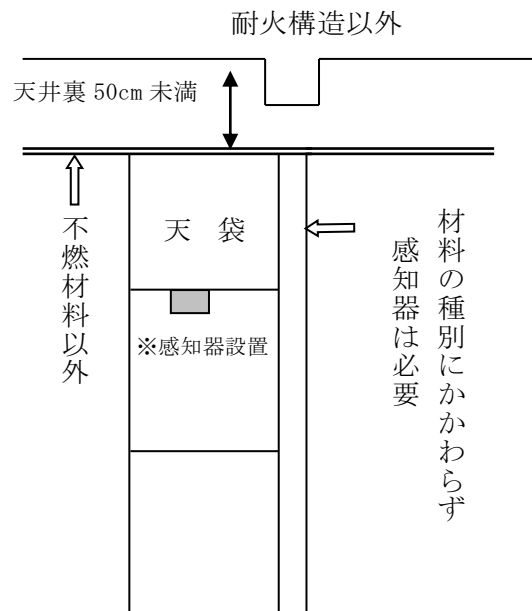 耐火構造以外
天井裏 50cm 未満
天 袋
※感知器設置
不燃材料以外
材料の種別にかかわらず
感知器は必要